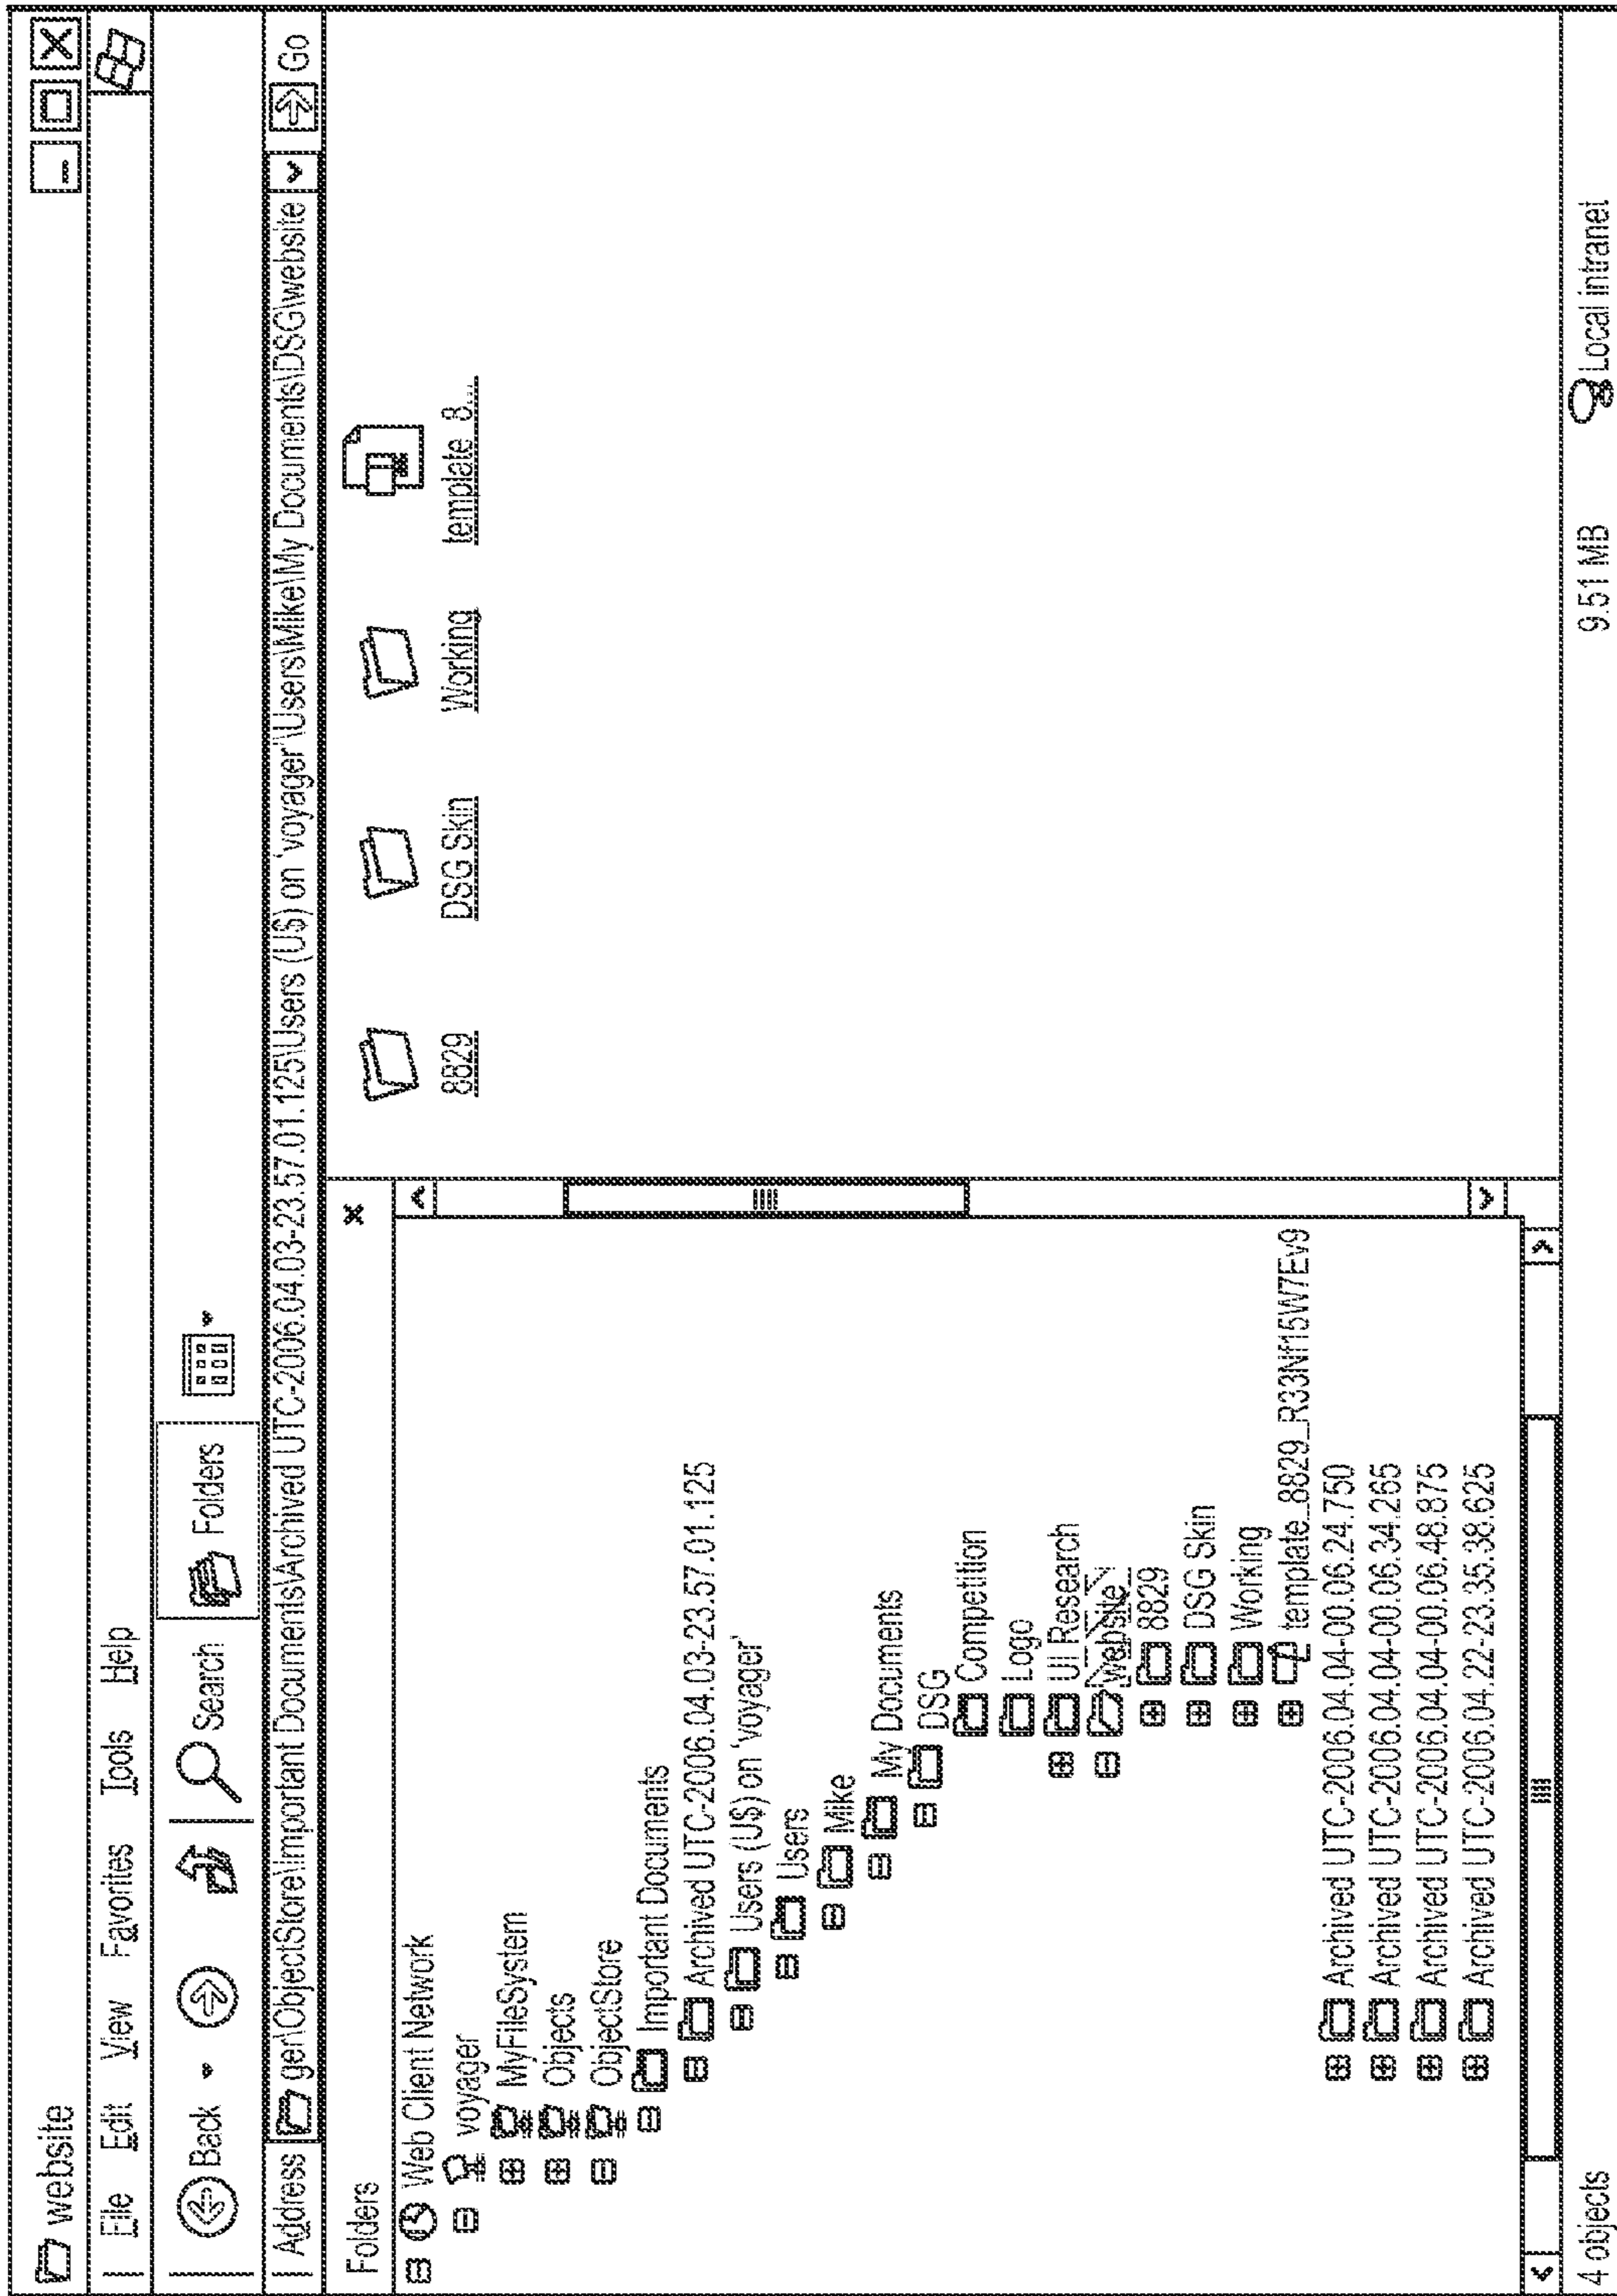 website
File Edit View Favorites Tools Help
Back Search Folders
Address ger\ObjectStore\Important Documents\Archived UTC-2006.04.03-23.57.01.125\Users (U$) on 'voyager'\Users\Mike\My Documents\DSG\website Go
Folders x
Web Client Network
voyager
MyFileSystem
Objects
ObjectStore
Important Documents
Archived UTC-2006.04.03-23.57.01.125
Users (U$) on 'voyager'
Users
Mike
My Documents
DSG
Competition
Logo
UI Research
website
8829
DSG Skin
Working
template_8829_R33Nf15W7Ev9
Archived UTC-2006.04.04-00.06.24.750
Archived UTC-2006.04.04-00.06.34.265
Archived UTC-2006.04.04-00.06.48.875
Archived UTC-2006.04.22-23.35.38.625
8829 DSG Skin Working template_8...
4 objects 9.51 MB Local intranet